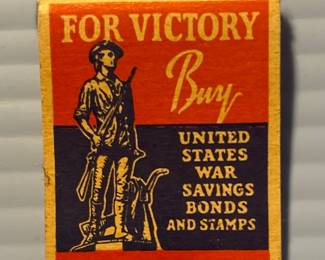 FOR VICTORY
Buy
UNITED
STATES
WAR
SAVINGS
BONDS
AND STAMPS